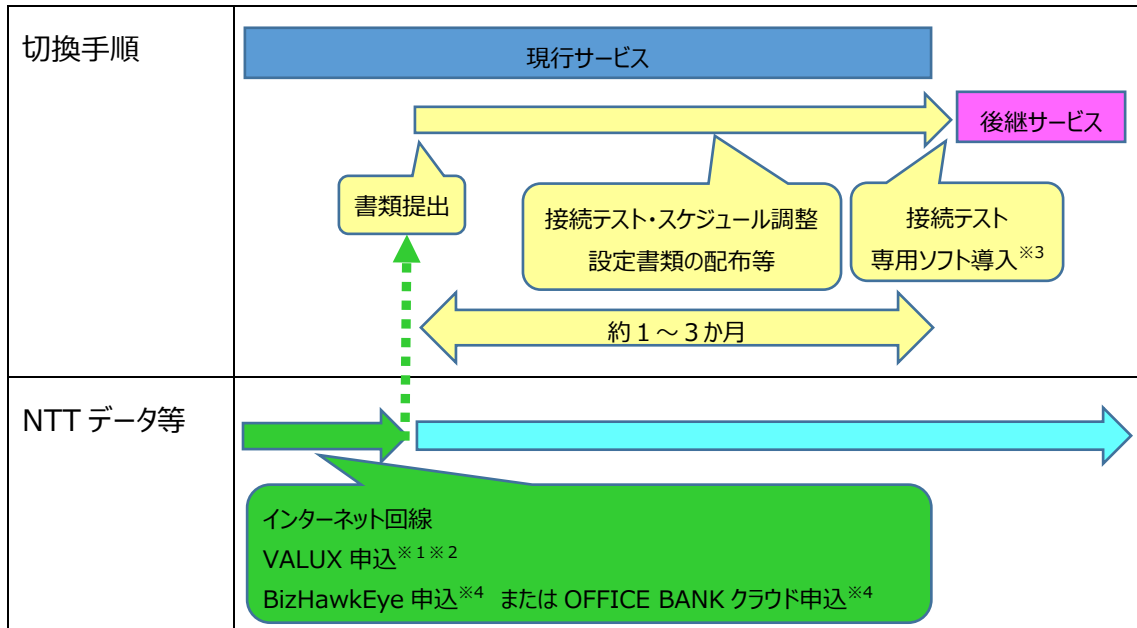 切換手順
現行サービス
後継サービス
書類提出
接続テスト・スケジュール調整
設定書類の配布等
接続テスト
専用ソフト導入※3
約１～３か月
NTT データ等
インターネット回線
VALUX 申込※1※2
BizHawkEye 申込※4 または OFFICE BANK クラウド申込※4